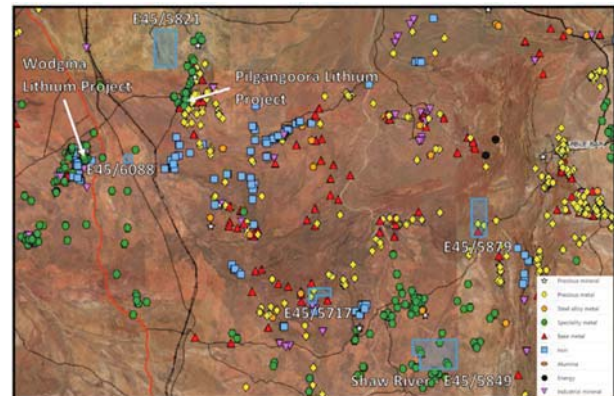 E45/5821
Wodgina
Lithium Project
Pilgangoora Lithium
Project
E45/6088
E45/5879
E45/5717
Shaw River
E45/5849
Precious mineral
Precious metal
Steel alloy metal
Speciality metal
Base metal
Iron
Alumina
Energy
Industrial mineral